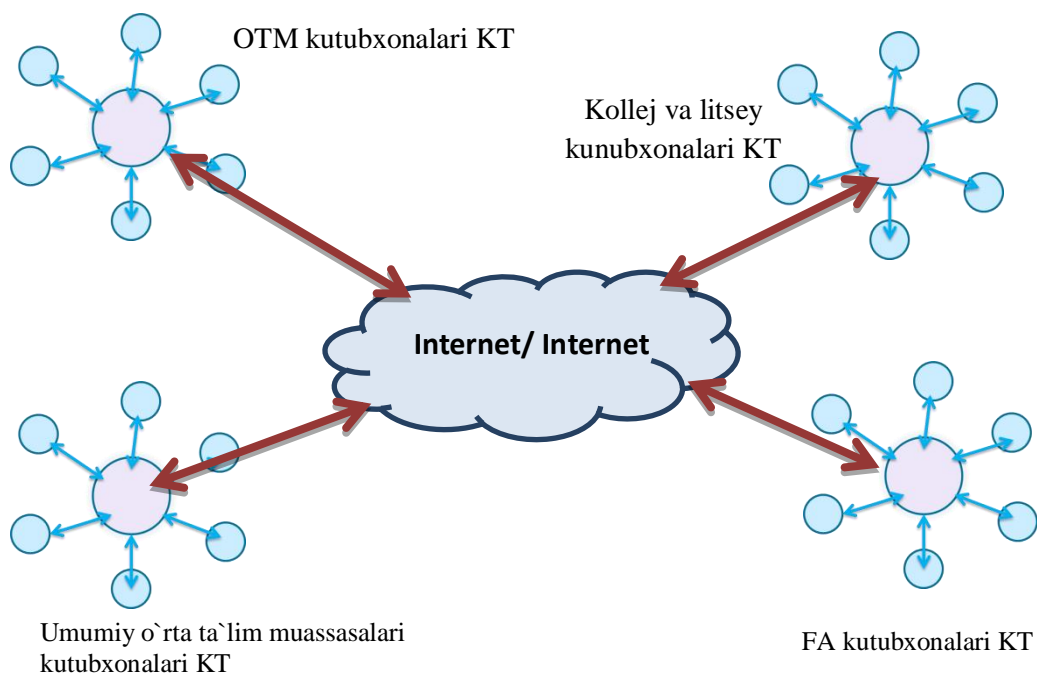 OTM kutubxonalari KT
Kollej va litsey
kunubxonalari KT
Internet/ Internet
Umumiy o`rta ta`lim muassasalari
kutubxonalari KT
FA kutubxonalari KT